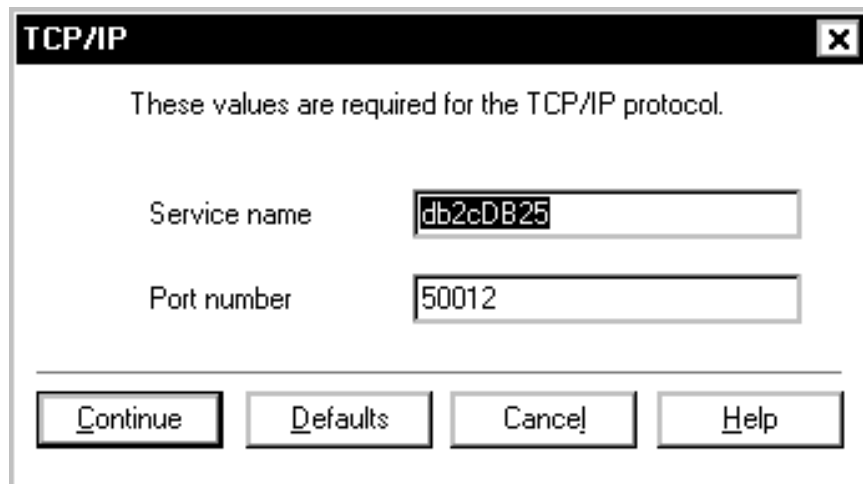 TCP/IP
These values are required for the TCP/IP protocol.
Service name db2cDB25
Port number 50012
Continue Defaults Cancel Help